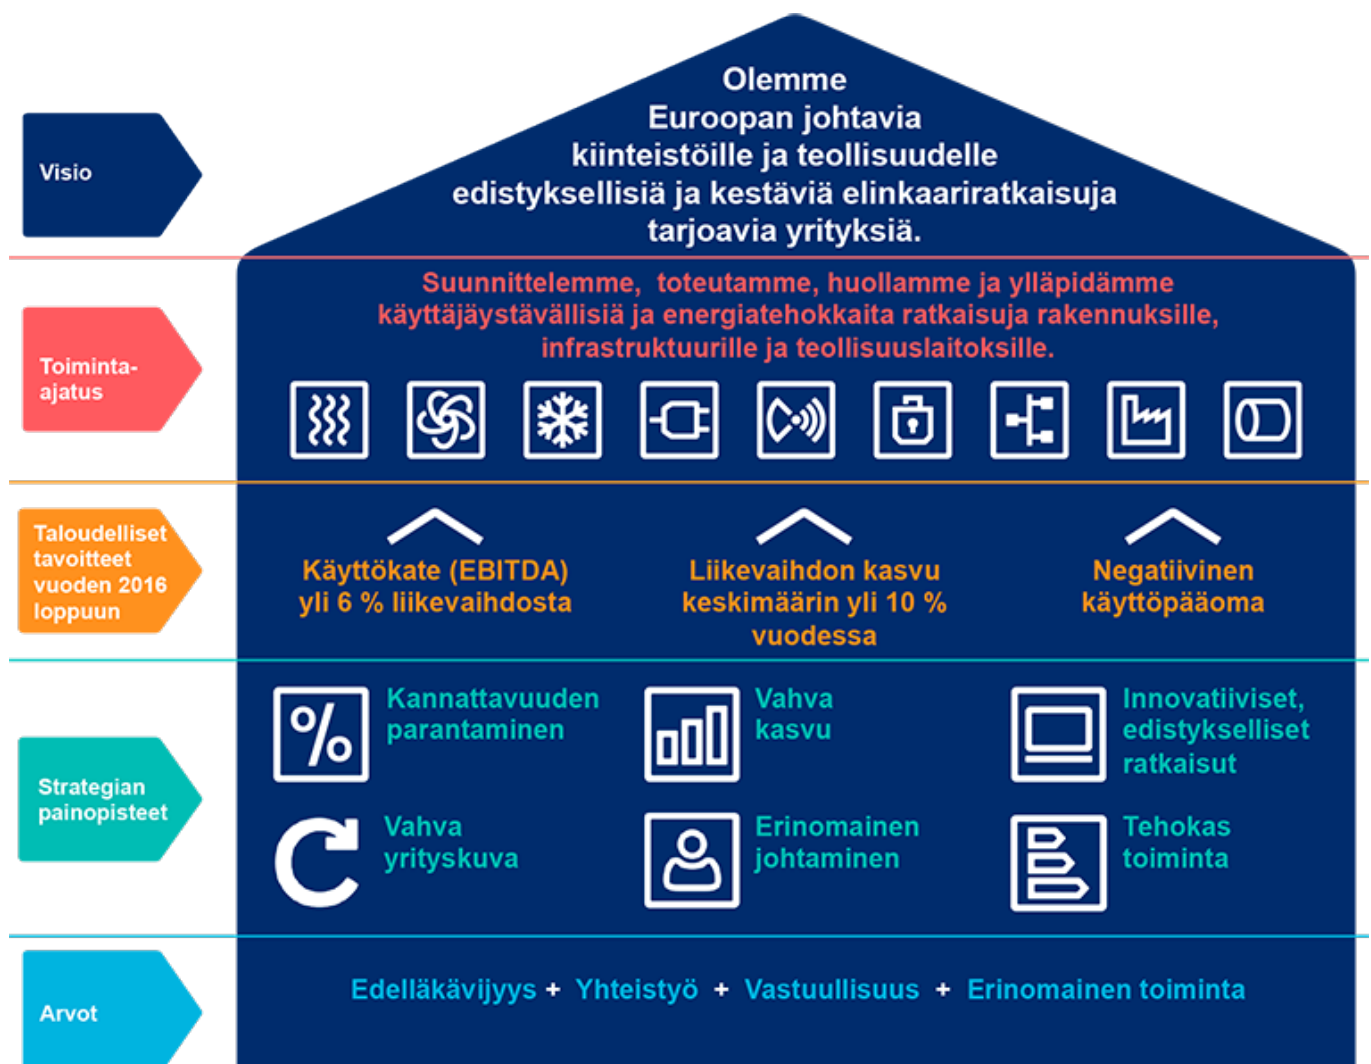 Olemme
Euroopan johtavia
kiinteistöille ja teollisuudelle
edistyksellisiä ja kestäviä elinkaariratkaisuja
tarjoavia yrityksiä.
Visio
Suunnittelemme, toteutamme, huollamme ja ylläpidämme
käyttäjäystävällisiä ja energiatehokkaita ratkaisuja rakennuksille,
infrastruktuurille ja teollisuuslaitoksille.
Toiminta-
ajatus
Taloudelliset
tavoitteet
vuoden 2016
loppuun
Käyttökate (EBITDA)
yli 6 % liikevaihdosta
Liikevaihdon kasvu
keskimäärin yli 10 %
vuodessa
Negatiivinen
käyttöpääoma
Strategian
painopisteet
%
Kannattavuuden
parantaminen
Vahva
kasvu
Innovatiiviset,
edistykselliset
ratkaisut
Vahva
yrityskuva
Erinomainen
johtaminen
Tehokas
toiminta
Arvot
Edelläkävijyys + Yhteistyö + Vastuullisuus + Erinomainen toiminta